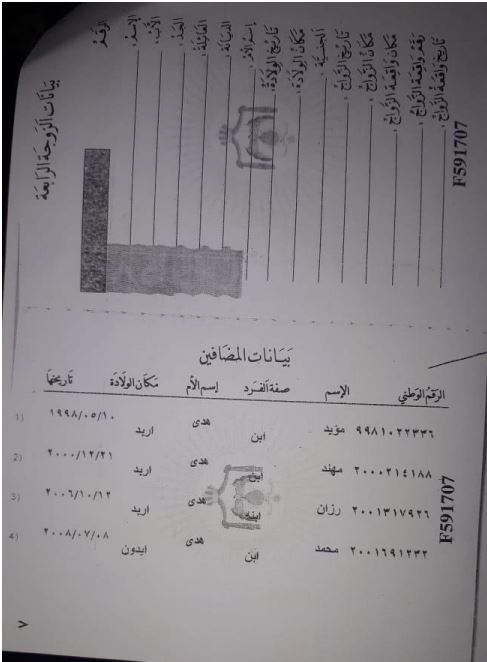 بيانات الزوجة الرابعة
الرقم
الإسم:
الأب:
الجد:
العائلة:
الديانة:
إسم الأم:
تاريخ الولادة:
مكان الولادة:
الجنسية:
تاريخ الزواج:
مكان الزواج:
مكان واقعة الزواج:
رقم واقعة الزواج:
تاريخ واقعة الزواج:
F591707
بيانات المضافين
الرقم الوطني الإسم صفة الفرد إسم الأم مكان الولادة تاريخها
٩٩٨١٠٢٢٣٣٦ مؤيد ابن هدى اربد ١٩٩٨/٠٥/١٠ 1)
٢٠٠٠٢١٤١٨٨ مهند ابن هدى اربد ٢٠٠٠/١٢/٢١ 2)
٢٠٠١٣١٧٩٢٦ رزان ابنه هدى اربد ٢٠٠٦/١٠/١٢ 3)
٢٠٠١٦٩١٢٣٢ محمد ابن هدى ايدون ٢٠٠٨/٠٧/٠٨ 4)
F591707
٧